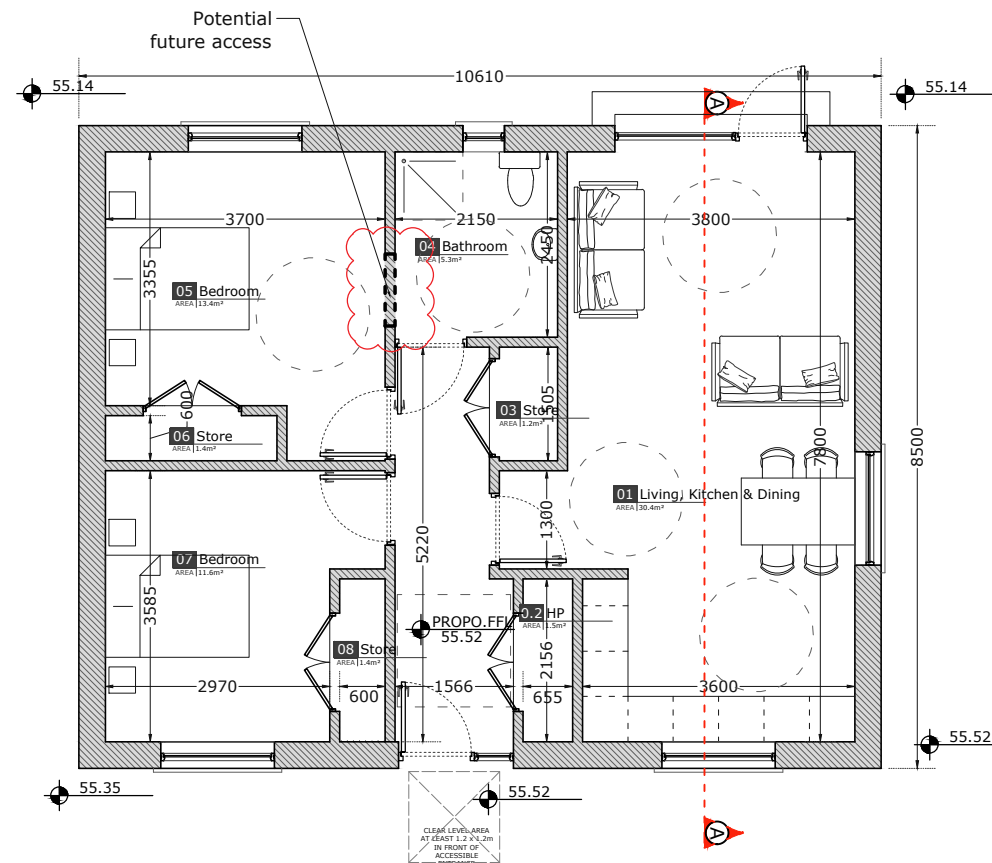 Potential
future access
10610
55.14
55.14
A
3700
2150
3800
2450
04 Bathroom
AREA 5.3m²
3355
05 Bedroom
AREA 13.4m²
600
06 Store
AREA 1.4m²
03 Store
AREA 1.2m²
1505
7800
8500
01 Living, Kitchen & Dining
AREA 30.4m²
1300
5220
07 Bedroom
AREA 11.6m²
3585
0.2 HP
AREA 1.5m²
PROPO.FFL
55.52
08 Store
AREA 1.4m²
2156
2970
600
1566
655
3600
55.52
55.35
55.52
A
CLEAR LEVEL AREA
AT LEAST 1.2 x 1.2m
IN FRONT OF
ACCESSIBLE